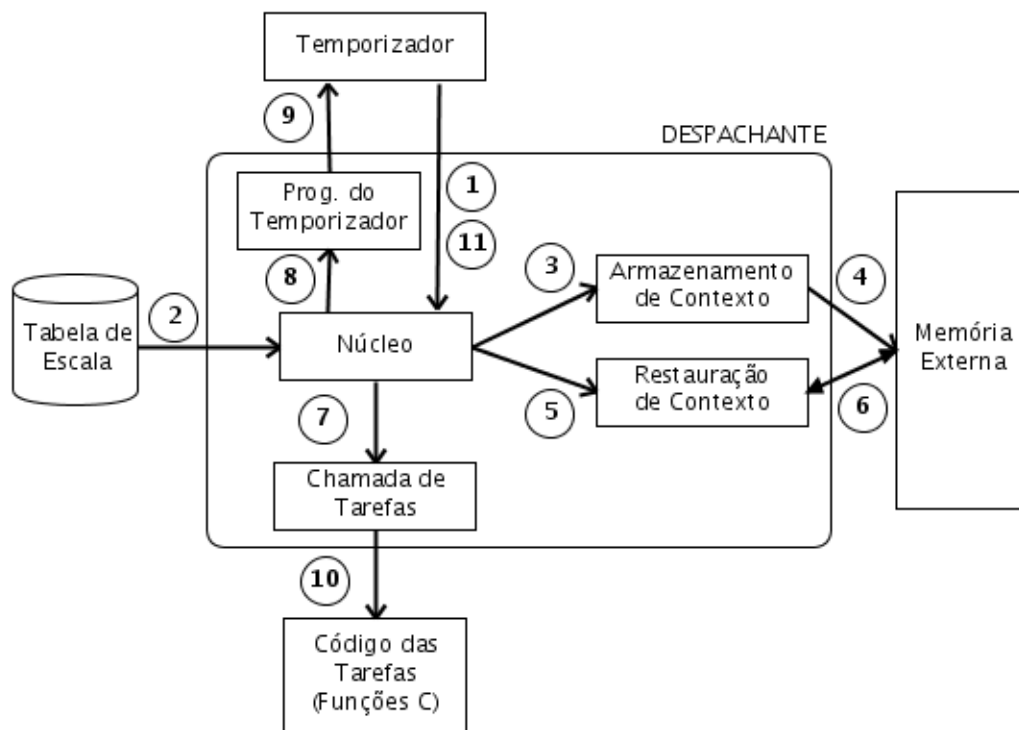 Temporizador
9
DESPACHANTE
Prog. do
Temporizador
1
11
8
3
Armazenamento
de Contexto
4
Tabela de
Escala
2
Núcleo
Memória
Externa
5
Restauração
de Contexto
6
7
Chamada de
Tarefas
10
Código das
Tarefas
(Funções C)